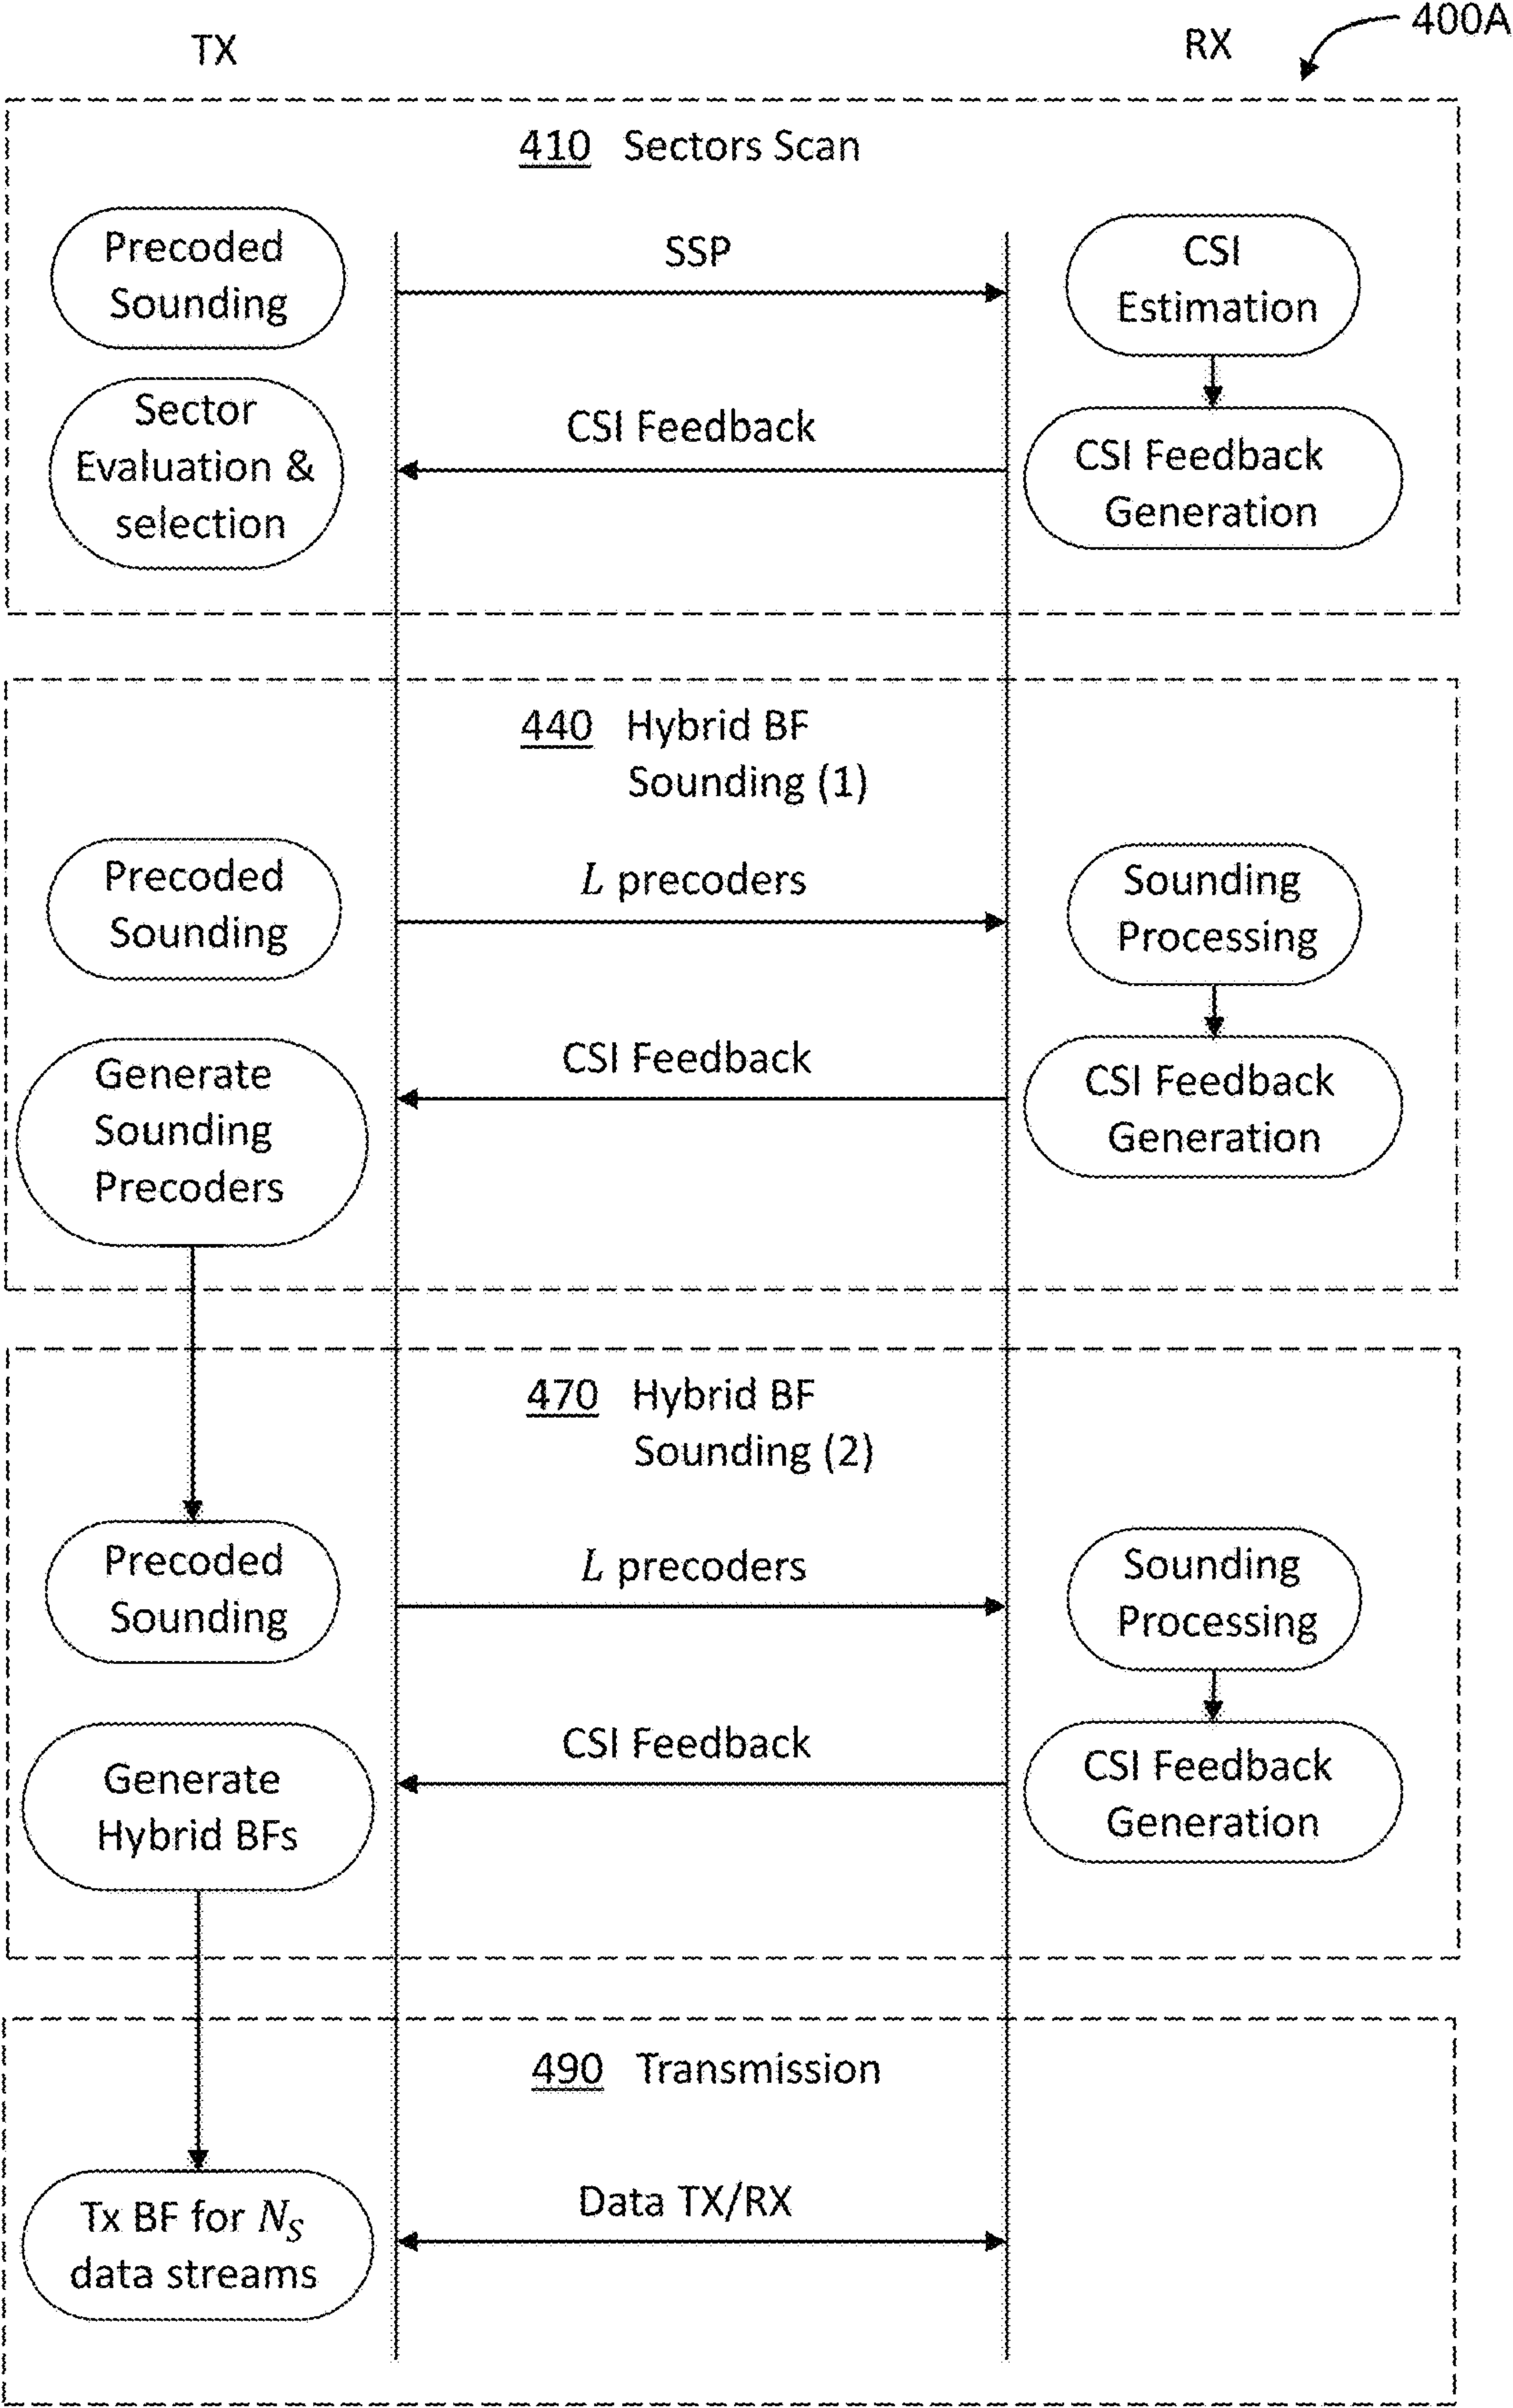 400A
TX
RX
410 Sectors Scan
Precoded
Sounding
SSP
CSI
Estimation
Sector
Evaluation &
selection
CSI Feedback
CSI Feedback
Generation
440 Hybrid BF
Sounding (1)
Precoded
Sounding
L precoders
Sounding
Processing
Generate
Sounding
Precoders
CSI Feedback
CSI Feedback
Generation
470 Hybrid BF
Sounding (2)
Precoded
Sounding
L precoders
Sounding
Processing
Generate
Hybrid BFs
CSI Feedback
CSI Feedback
Generation
490 Transmission
Tx BF for N_S
data streams
Data TX/RX